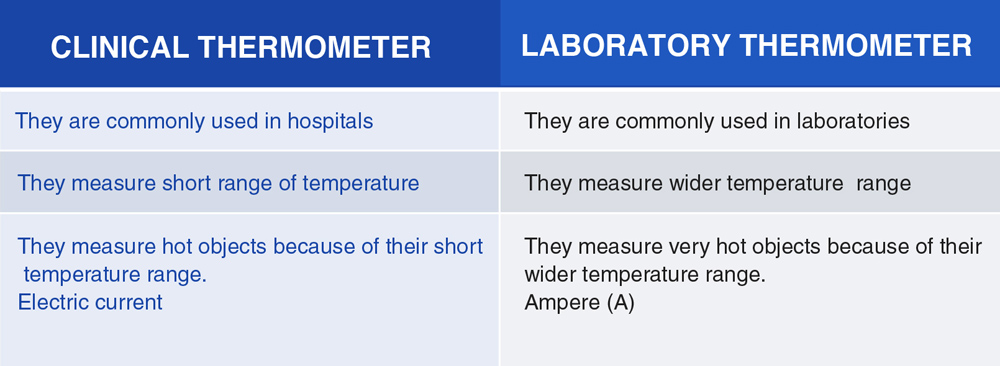 CLINICAL THERMOMETER
LABORATORY THERMOMETER
They are commonly used in hospitals
They are commonly used in laboratories
They measure short range of temperature
They measure wider temperature  range
They measure hot objects because of their short
temperature range.
Electric current
They measure very hot objects because of their
wider temperature range.
Ampere (A)